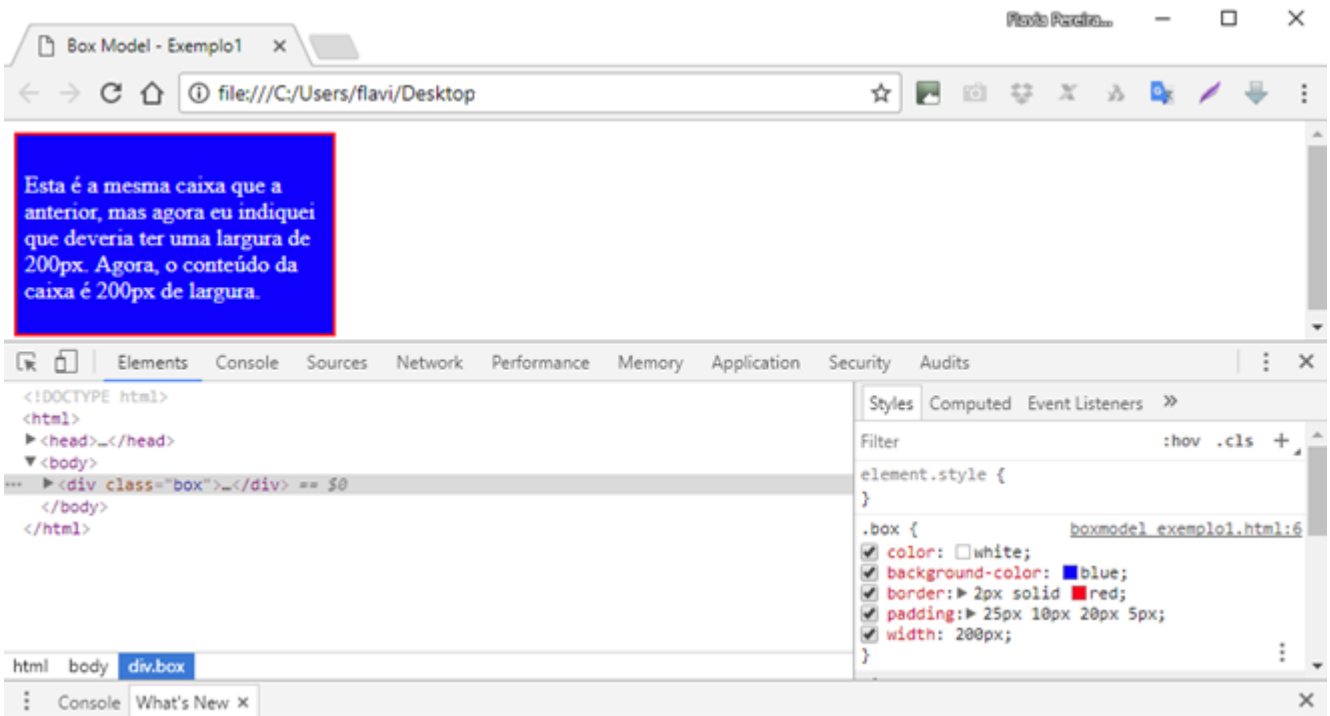 Flavia Pereira...
Box Model - Exemplo1 ×
file:///C:/Users/flavi/Desktop
Esta é a mesma caixa que a
anterior, mas agora eu indiquei
que deveria ter uma largura de
200px. Agora, o conteúdo da
caixa é 200px de largura.
Elements Console Sources Network Performance Memory Application Security Audits
<!DOCTYPE html>
<html>
<head>…</head>
<body>
<div class="box">…</div> == $0
</body>
</html>
html body div.box
Styles Computed Event Listeners »
Filter :hov .cls +
element.style {
}
.box { boxmodel_exemplo1.html:6
color: white;
background-color: blue;
border: 2px solid red;
padding: 25px 10px 20px 5px;
width: 200px;
}
Console What's New ×